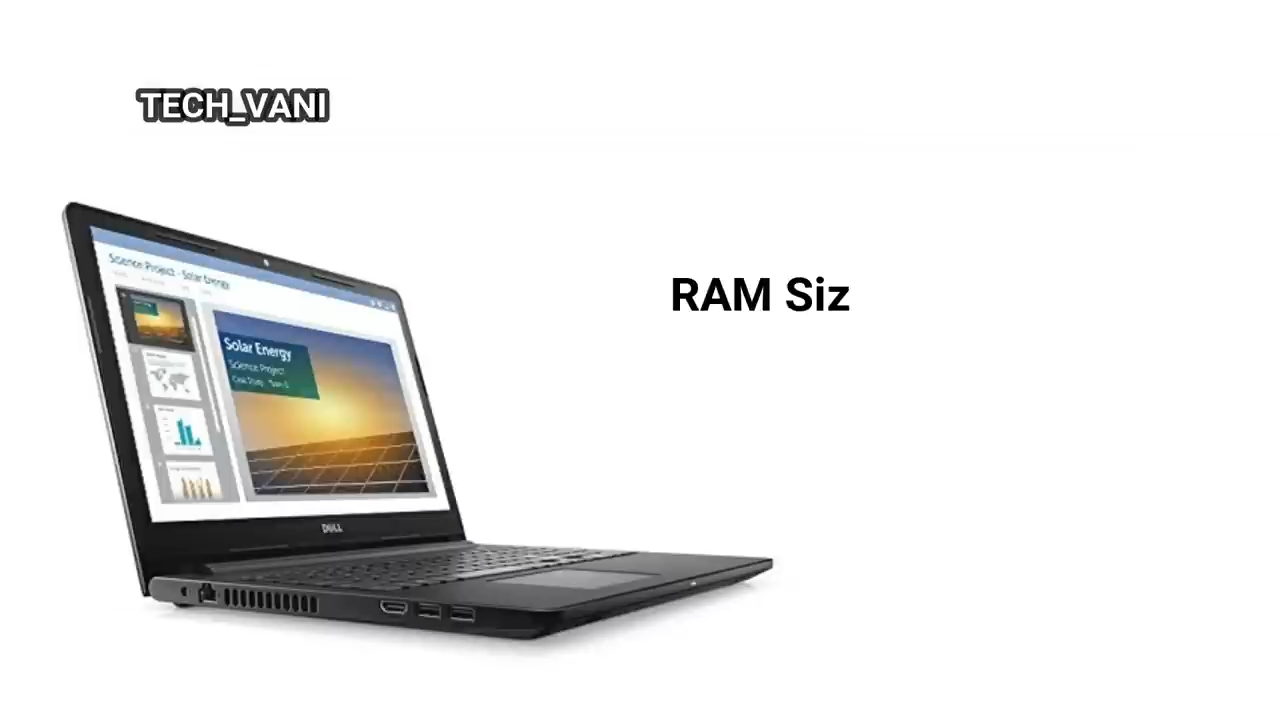 TECH_VANI
RAM Siz
Science Project - Solar Energy
Solar Energy
Science Project
DELL